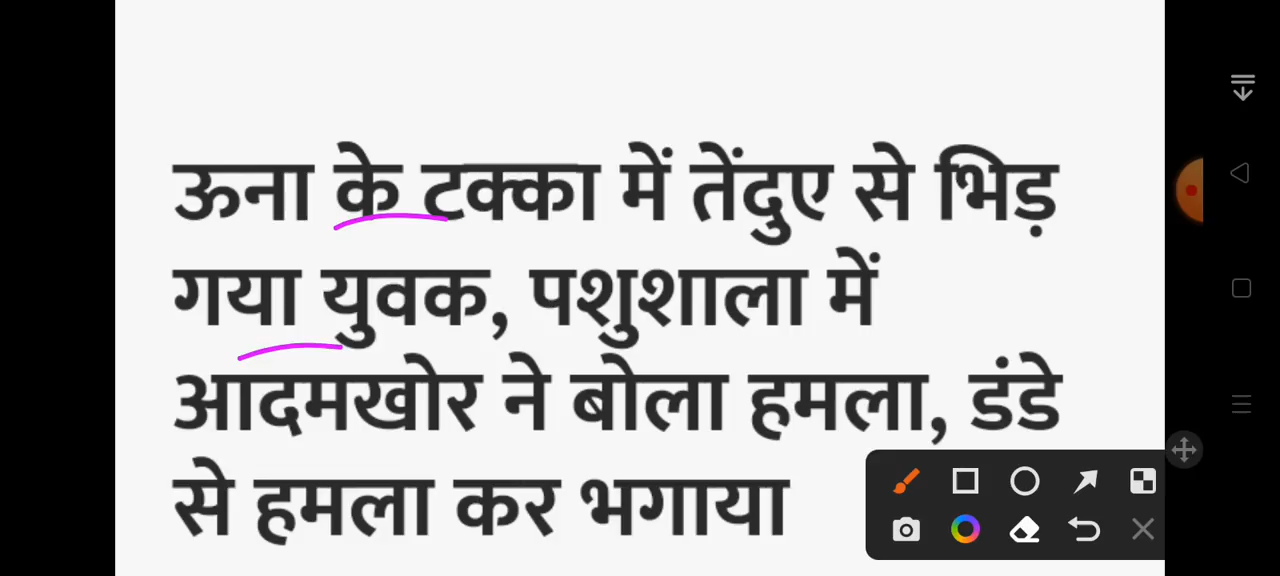 ऊना के टक्का में तेंदुए से भिड़
गया युवक, पशुशाला में
आदमखोर ने बोला हमला, डंडे
से हमला कर भगाया